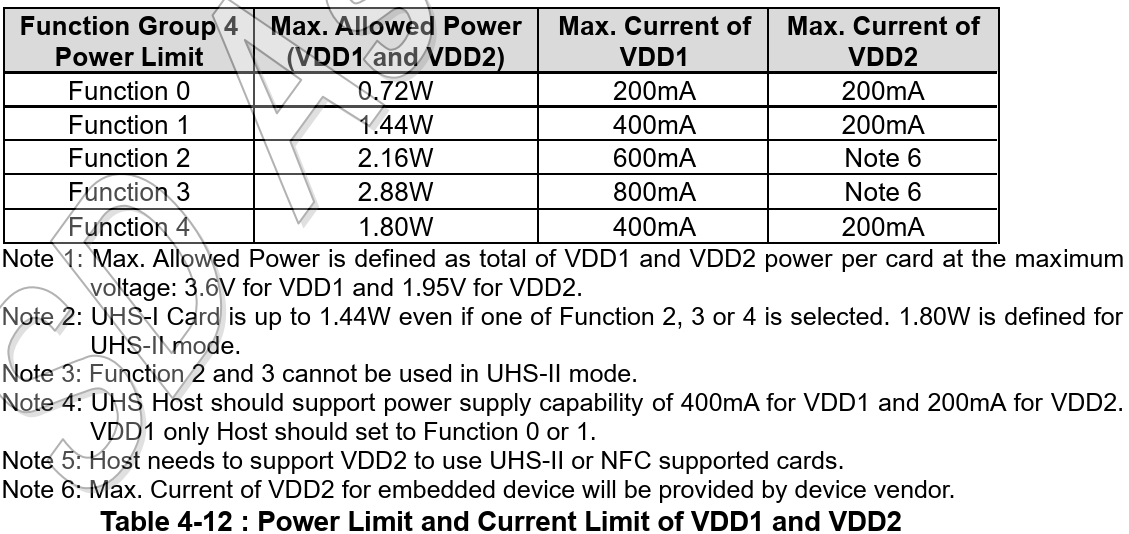 Function Group 4 Power Limit | Max. Allowed Power (VDD1 and VDD2) | Max. Current of VDD1 | Max. Current of VDD2
Function 0 | 0.72W | 200mA | 200mA
Function 1 | 1.44W | 400mA | 200mA
Function 2 | 2.16W | 600mA | Note 6
Function 3 | 2.88W | 800mA | Note 6
Function 4 | 1.80W | 400mA | 200mA
Note 1: Max. Allowed Power is defined as total of VDD1 and VDD2 power per card at the maximum
voltage: 3.6V for VDD1 and 1.95V for VDD2.
Note 2: UHS-I Card is up to 1.44W even if one of Function 2, 3 or 4 is selected. 1.80W is defined for
UHS-II mode.
Note 3: Function 2 and 3 cannot be used in UHS-II mode.
Note 4: UHS Host should support power supply capability of 400mA for VDD1 and 200mA for VDD2.
VDD1 only Host should set to Function 0 or 1.
Note 5: Host needs to support VDD2 to use UHS-II or NFC supported cards.
Note 6: Max. Current of VDD2 for embedded device will be provided by device vendor.
Table 4-12 : Power Limit and Current Limit of VDD1 and VDD2
SD As